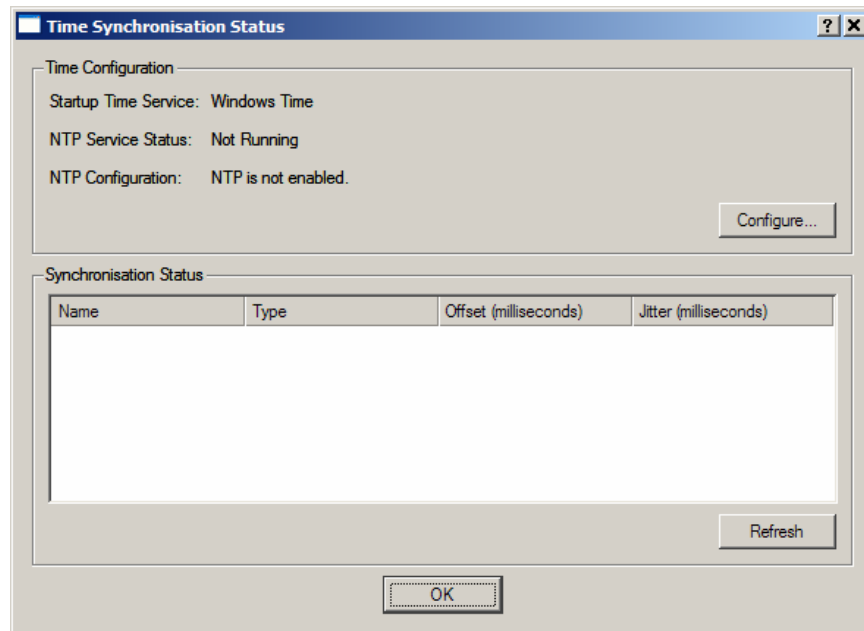 Time Synchronisation Status
Time Configuration
Startup Time Service: Windows Time
NTP Service Status: Not Running
NTP Configuration: NTP is not enabled.
Configure...
Synchronisation Status
Name Type Offset (milliseconds) Jitter (milliseconds)
Refresh
OK